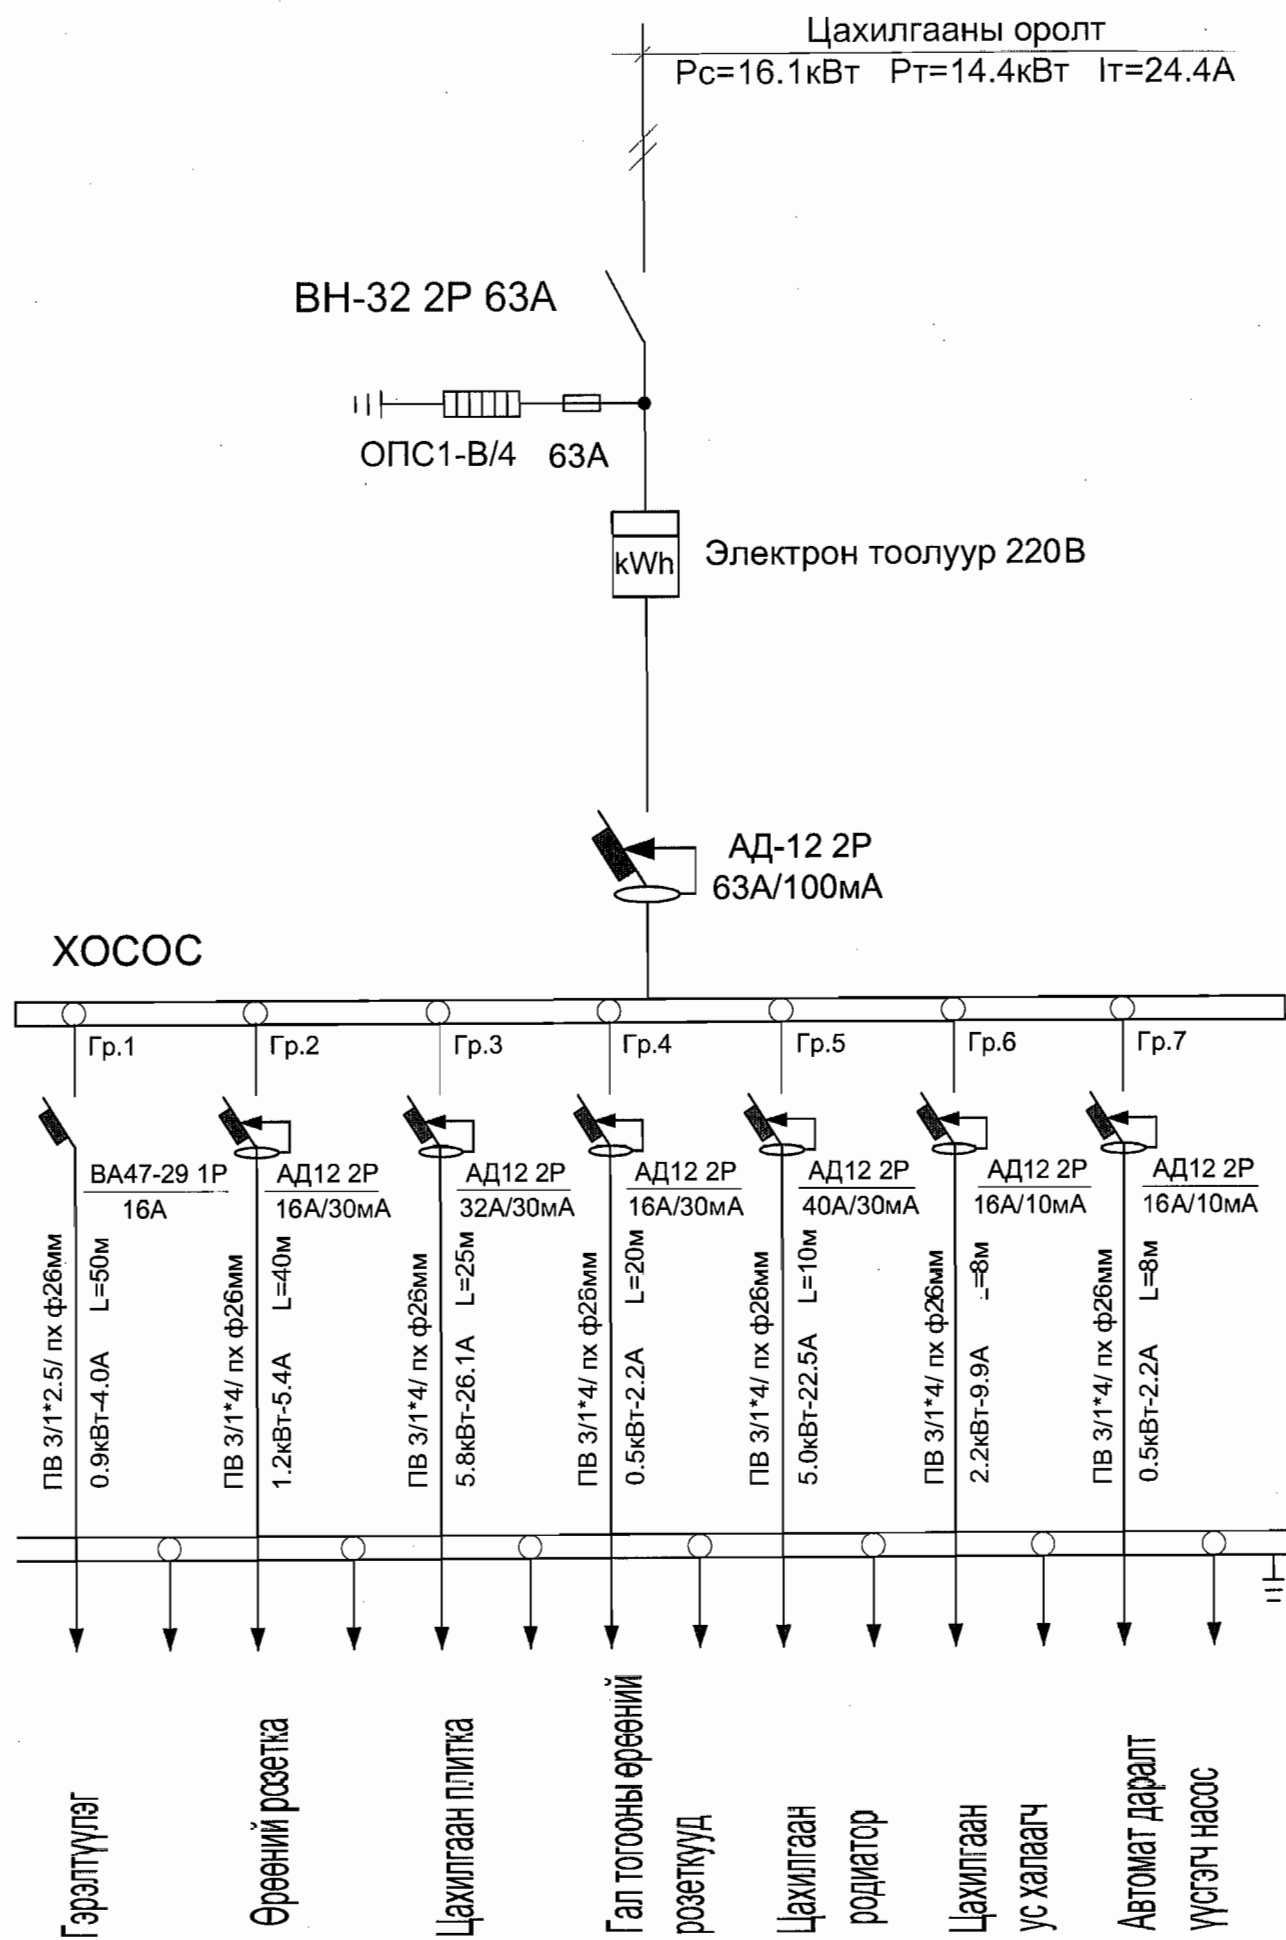 Цахилгааны оролт
Рс=16.1кВт Рт=14.4кВт Iт=24.4А
ВН-32 2Р 63А
ОПС1-В/4 63А
kWh
Электрон тоолуур 220В
АД-12 2Р
63А/100мА
ХОСОС
Гр.1 Гр.2 Гр.3 Гр.4 Гр.5 Гр.6 Гр.7
ВА47-29 1Р
16А
АД12 2Р
16А/30мА
АД12 2Р
32А/30мА
АД12 2Р
16А/30мА
АД12 2Р
40А/30мА
АД12 2Р
16А/10мА
АД12 2Р
16А/10мА
ПВ 3/1*2.5/ пх ф26мм
0.9кВт-4.0А L=50м
ПВ 3/1*4/ пх ф26мм
1.2кВт-5.4А L=40м
ПВ 3/1*4/ пх ф26мм
5.8кВт-26.1А L=25м
ПВ 3/1*4/ пх ф26мм
0.5кВт-2.2А L=20м
ПВ 3/1*4/ пх ф26мм
5.0кВт-22.5А L=10м
ПВ 3/1*4/ пх ф26мм
2.2кВт-9.9А L=8м
ПВ 3/1*4/ пх ф26мм
0.5кВт-2.2А L=8м
Гэрэлтүүлэг
Өрөөний розетка
Цахилгаан плитка
Гал тогооны өрөөний
розеткууд
Цахилгаан
родиатор
Цахилгаан
ус халаагч
Автомат даралт
үүсгэгч насос